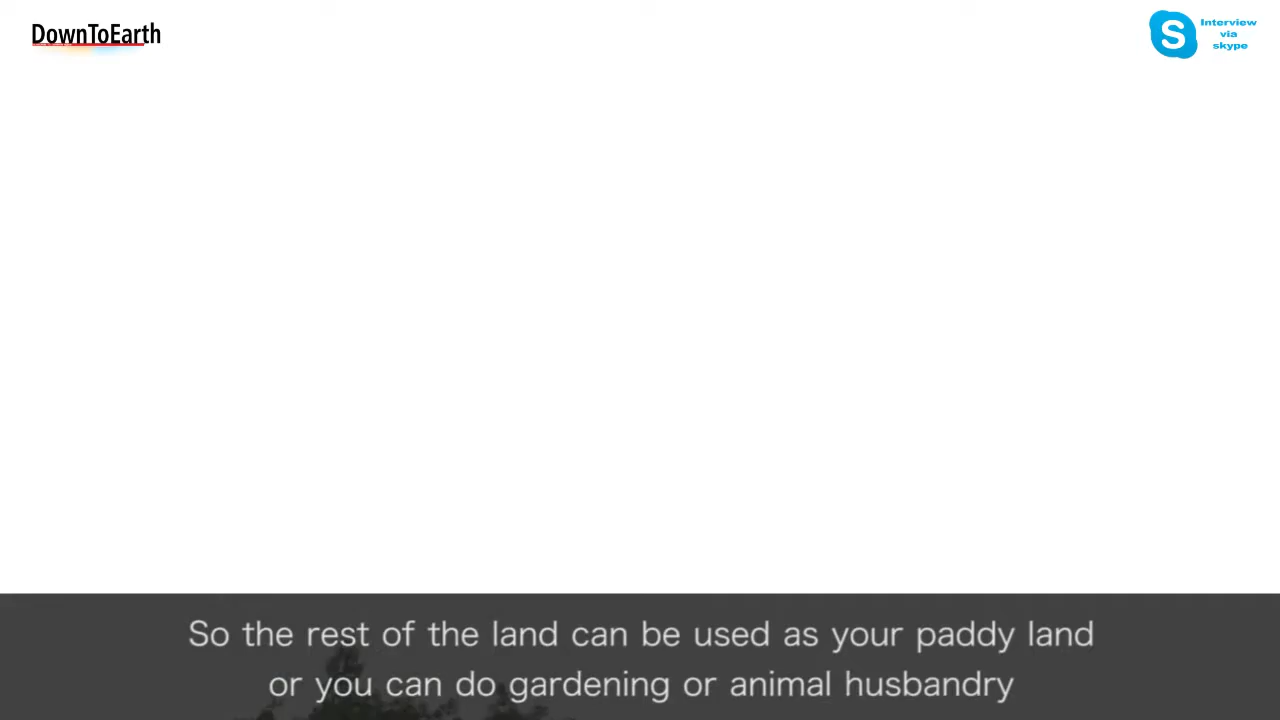 DownToEarth
Interview
via
skype
So the rest of the land can be used as your paddy land
or you can do gardening or animal husbandry